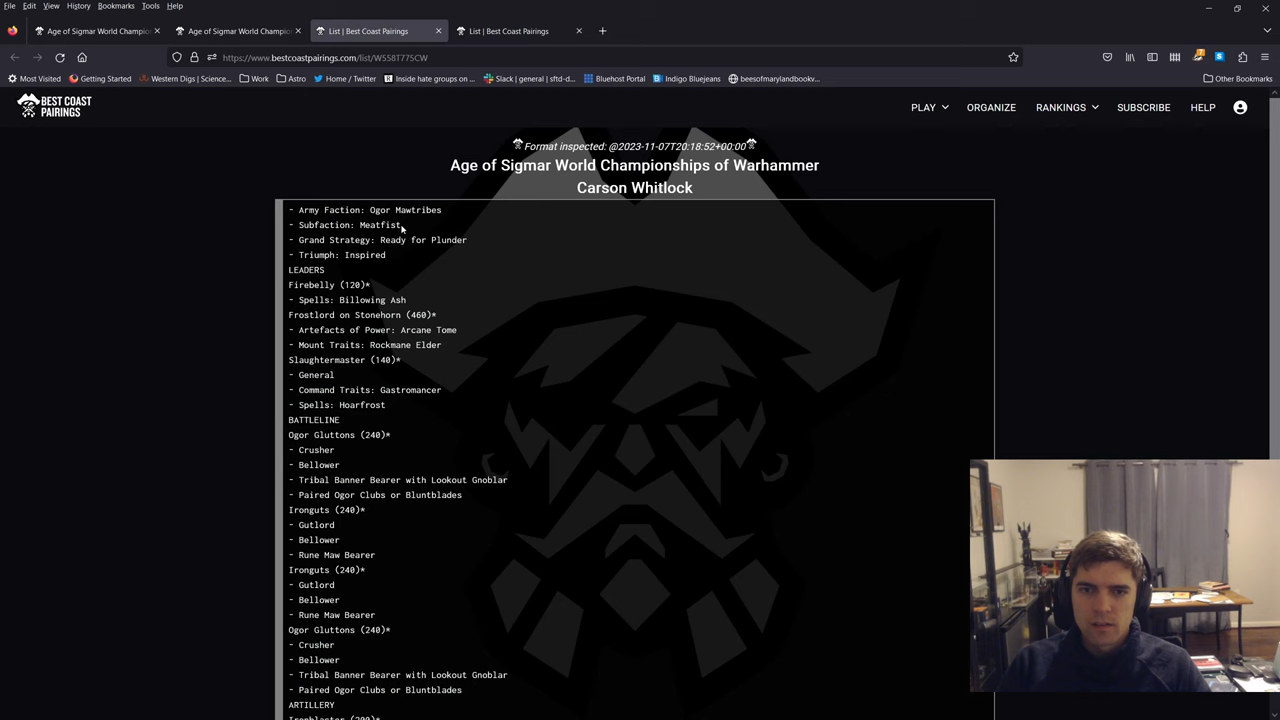 File Edit View History Bookmarks Tools Help
Age of Sigmar World Champion
Age of Sigmar World Champion
List | Best Coast Pairings
List | Best Coast Pairings
https://www.bestcoastpairings.com/list/W558T775CW
Most Visited
Getting Started
Western Digs | Science...
Work
Astro
Home / Twitter
Inside hate groups on ...
Slack | general | sftd-d...
Bluehost Portal
Indigo Bluejeans
beesofmarylandbookv...
Other Bookmarks
BEST COAST
PAIRINGS
PLAY
ORGANIZE
RANKINGS
SUBSCRIBE
HELP
Format inspected: @2023-11-07T20:18:52+00:00
Age of Sigmar World Championships of Warhammer
Carson Whitlock
- Army Faction: Ogor Mawtribes
- Subfaction: Meatfist
- Grand Strategy: Ready for Plunder
- Triumph: Inspired
LEADERS
Firebelly (120)*
- Spells: Billowing Ash
Frostlord on Stonehorn (460)*
- Artefacts of Power: Arcane Tome
- Mount Traits: Rockmane Elder
Slaughtermaster (140)*
- General
- Command Traits: Gastromancer
- Spells: Hoarfrost
BATTLELINE
Ogor Gluttons (240)*
- Crusher
- Bellower
- Tribal Banner Bearer with Lookout Gnoblar
- Paired Ogor Clubs or Bluntblades
Ironguts (240)*
- Gutlord
- Bellower
- Rune Maw Bearer
Ironguts (240)*
- Gutlord
- Bellower
- Rune Maw Bearer
Ogor Gluttons (240)*
- Crusher
- Bellower
- Tribal Banner Bearer with Lookout Gnoblar
- Paired Ogor Clubs or Bluntblades
ARTILLERY
Ironblaster (200)*